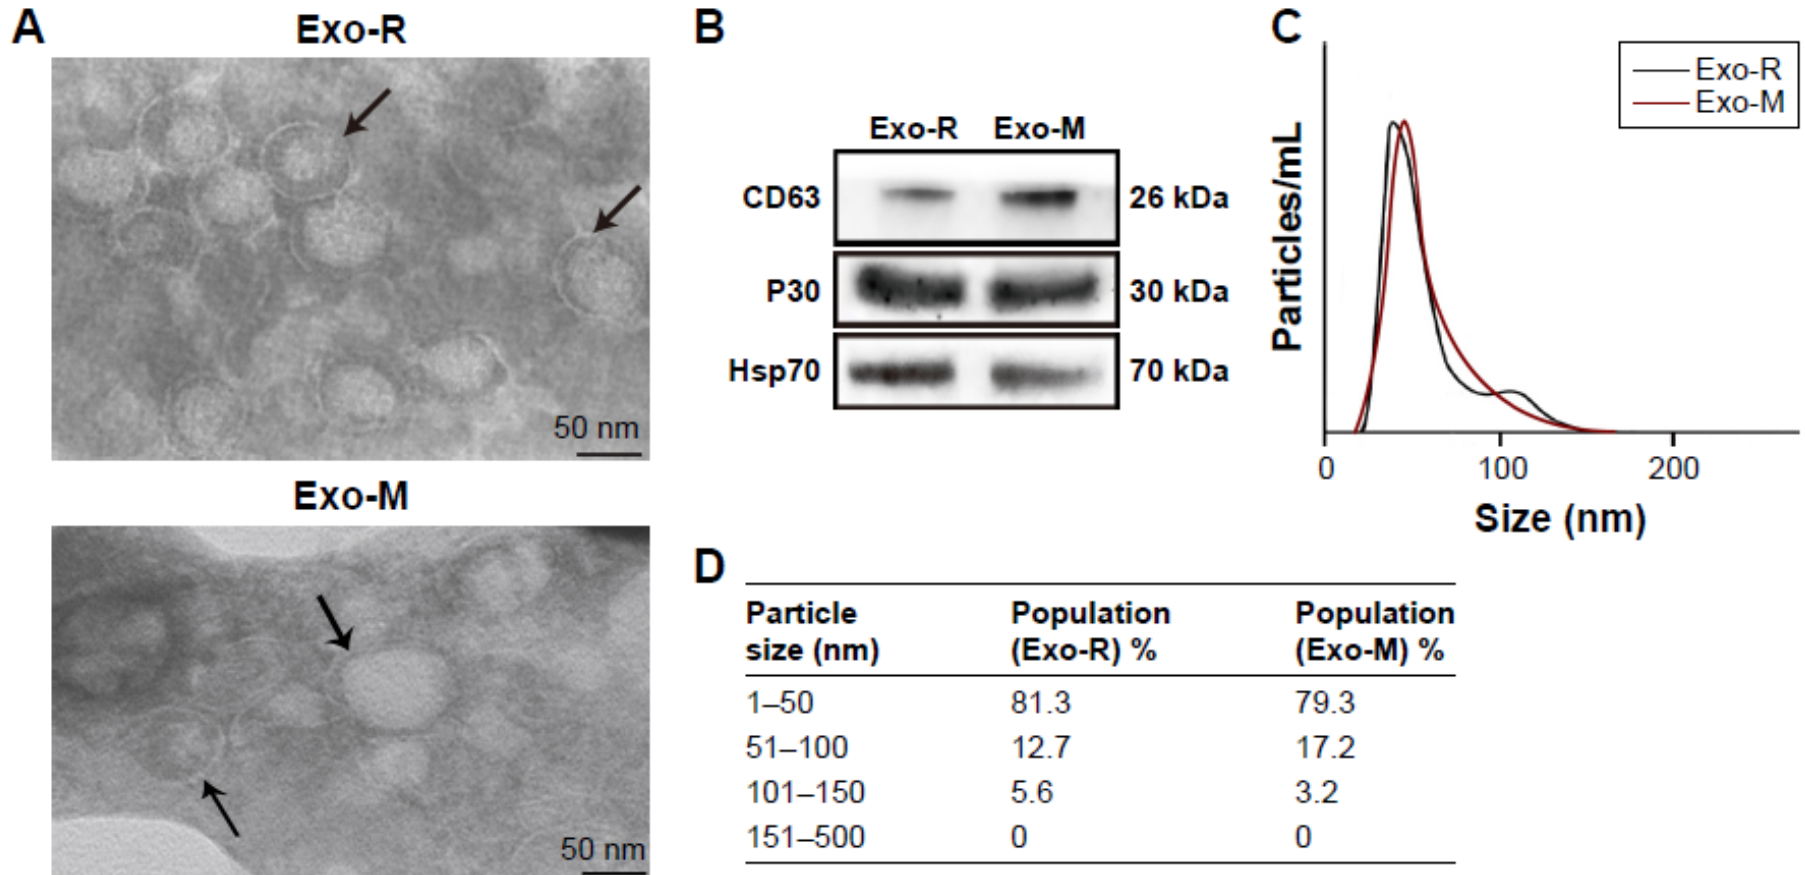 A
Exo-R
50 nm
Exo-M
50 nm
B
Exo-R Exo-M
CD63 26 kDa
P30 30 kDa
Hsp70 70 kDa
C
Exo-R
Exo-M
Particles/mL
0 100 200
Size (nm)
D
Particle Population Population
size (nm) (Exo-R) % (Exo-M) %
1–50 81.3 79.3
51–100 12.7 17.2
101–150 5.6 3.2
151–500 0 0